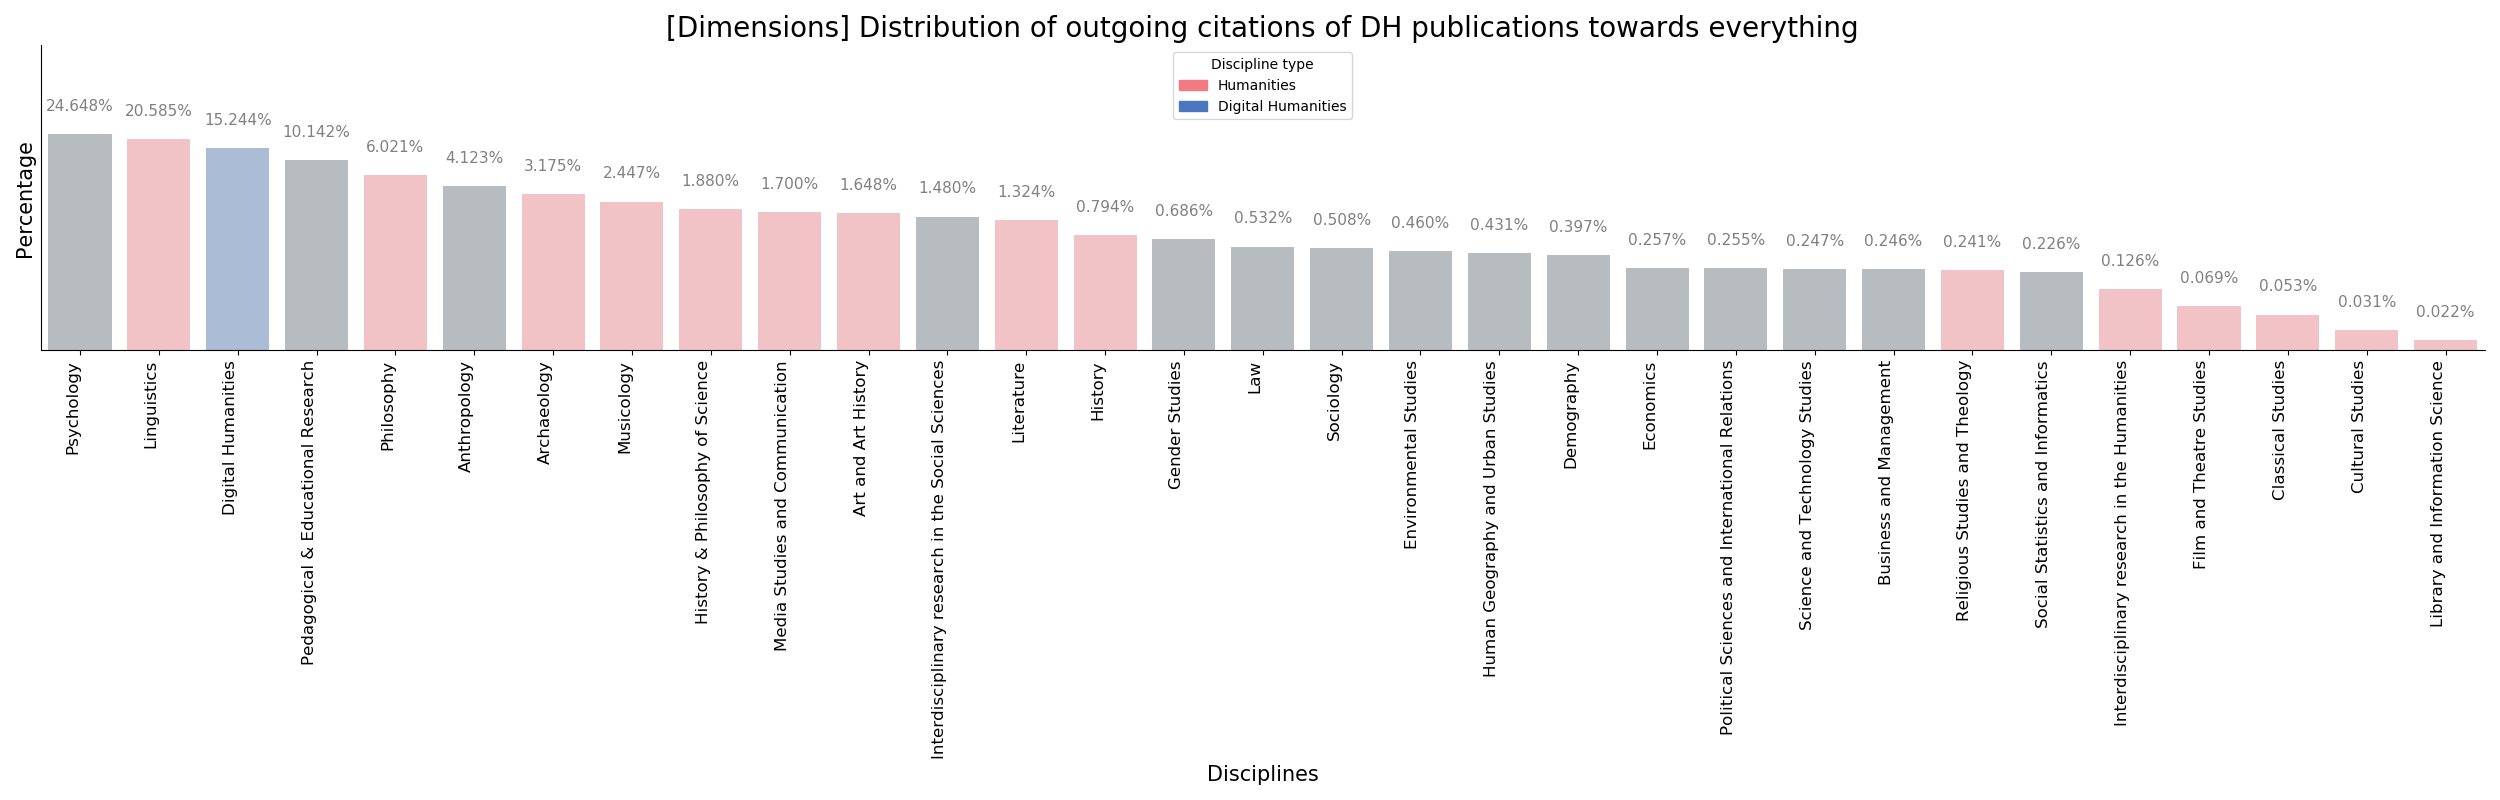 [Dimensions] Distribution of outgoing citations of DH publications towards everything
Discipline type
Humanities
Digital Humanities
Percentage
24.648%
20.585%
15.244%
10.142%
6.021%
4.123%
3.175%
2.447%
1.880%
1.700%
1.648%
1.480%
1.324%
0.794%
0.686%
0.532%
0.508%
0.460%
0.431%
0.397%
0.257%
0.255%
0.247%
0.246%
0.241%
0.226%
0.126%
0.069%
0.053%
0.031%
0.022%
Psychology
Linguistics
Digital Humanities
Pedagogical & Educational Research
Philosophy
Anthropology
Archaeology
Musicology
History & Philosophy of Science
Media Studies and Communication
Art and Art History
Interdisciplinary research in the Social Sciences
Literature
History
Gender Studies
Law
Sociology
Environmental Studies
Human Geography and Urban Studies
Demography
Economics
Political Sciences and International Relations
Science and Technology Studies
Business and Management
Religious Studies and Theology
Social Statistics and Informatics
Interdisciplinary research in the Humanities
Film and Theatre Studies
Classical Studies
Cultural Studies
Library and Information Science
Disciplines